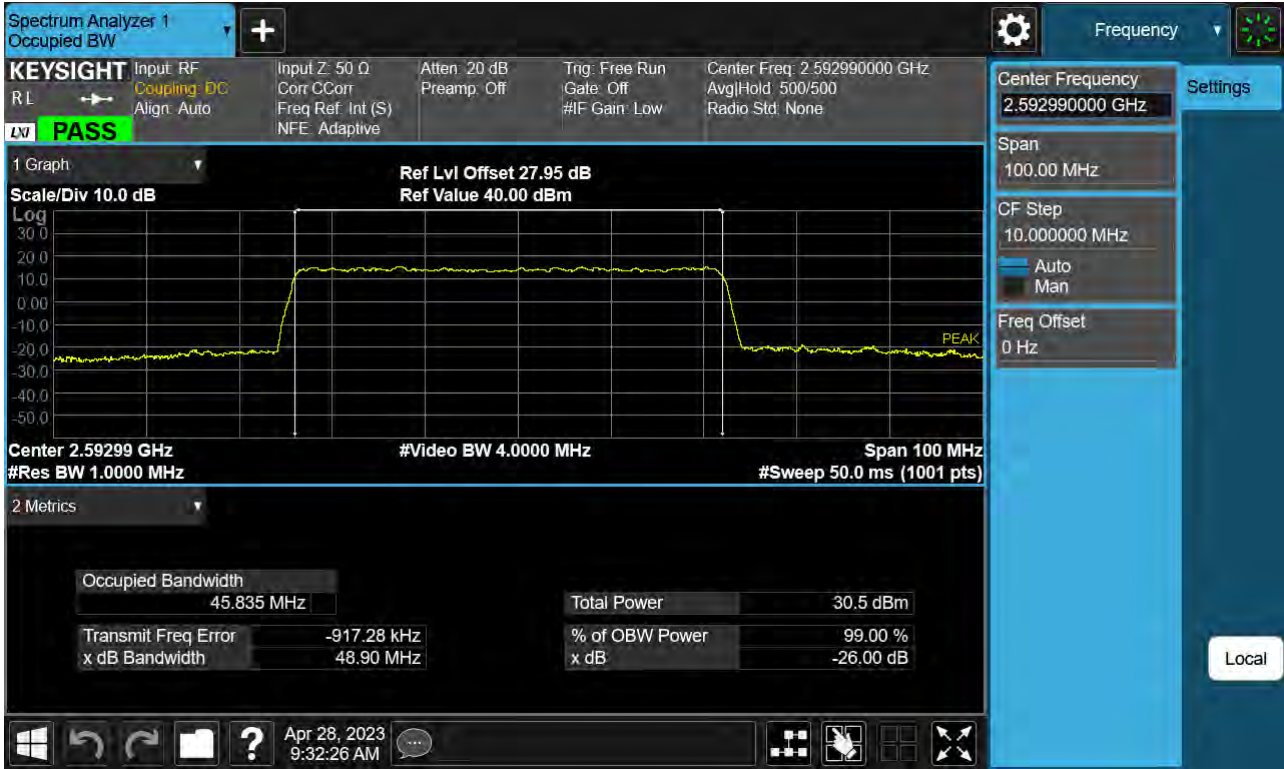 Spectrum Analyzer 1
Occupied BW
+
Frequency
KEYSIGHT
R L
LXI
PASS
Input: RF
Coupling: DC
Align: Auto
Input Z: 50 Ω
Corr CCorr
Freq Ref: Int (S)
NFE: Adaptive
Atten: 20 dB
Preamp: Off
Trig: Free Run
Gate: Off
#IF Gain: Low
Center Freq: 2.592990000 GHz
Avg|Hold: 500/500
Radio Std: None
Center Frequency
2.592990000 GHz
Settings
Span
100.00 MHz
CF Step
10.000000 MHz
Auto
Man
Freq Offset
0 Hz
Local
1 Graph
Scale/Div 10.0 dB
Ref Lvl Offset 27.95 dB
Ref Value 40.00 dBm
Log
30.0
20.0
10.0
0.00
-10.0
-20.0
-30.0
-40.0
-50.0
PEAK
Center 2.59299 GHz
#Video BW 4.0000 MHz
Span 100 MHz
#Res BW 1.0000 MHz
#Sweep 50.0 ms (1001 pts)
2 Metrics
Occupied Bandwidth
45.835 MHz
Total Power 30.5 dBm
Transmit Freq Error -917.28 kHz
% of OBW Power 99.00 %
x dB Bandwidth 48.90 MHz
x dB -26.00 dB
?
Apr 28, 2023
9:32:26 AM